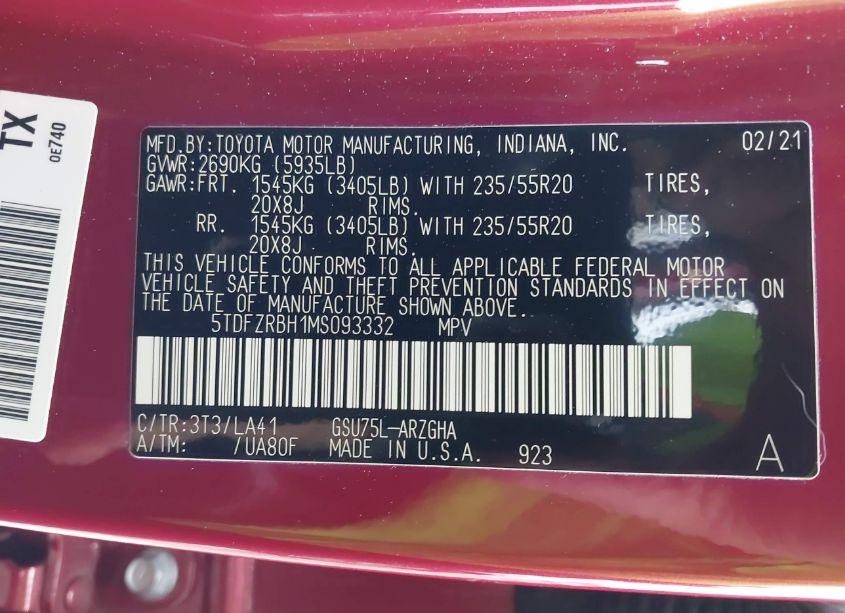 TX
0E740
MFD.BY:TOYOTA MOTOR MANUFACTURING, INDIANA, INC. 02/21
GVWR:2690KG (5935LB)
GAWR:FRT. 1545KG (3405LB) WITH 235/55R20 TIRES,
20X8J RIMS.
RR. 1545KG (3405LB) WITH 235/55R20 TIRES,
20X8J RIMS.
THIS VEHICLE CONFORMS TO ALL APPLICABLE FEDERAL MOTOR
VEHICLE SAFETY AND THEFT PREVENTION STANDARDS IN EFFECT ON
THE DATE OF MANUFACTURE SHOWN ABOVE.
5TDFZRBH1MS093332 MPV
C/TR:3T3/LA41 GSU75L-ARZGHA
A/TM: /UA80F MADE IN U.S.A. 923 A